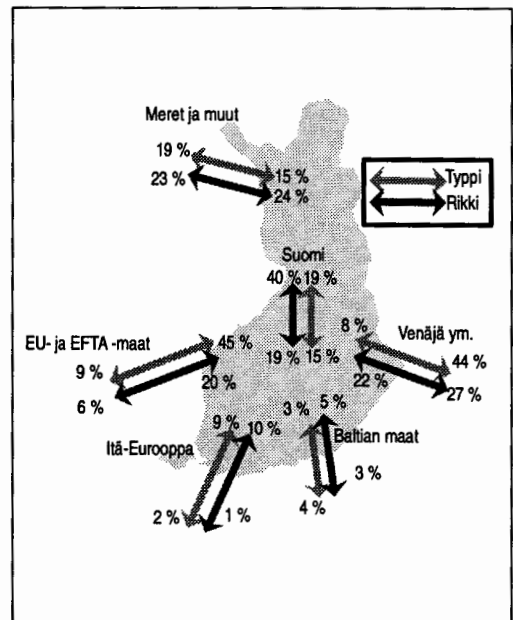 Meret ja muut
19 %
15 %
23 %
24 %
Typpi
Rikki
Suomi
40 % 19 %
19 % 15 %
EU- ja EFTA -maat
45 %
9 %
20 %
6 %
8 %
Venäjä ym.
44 %
22 %
27 %
Itä-Eurooppa
9 %
10 %
2 %
1 %
3 %
5 %
Baltian maat
3 %
4 %